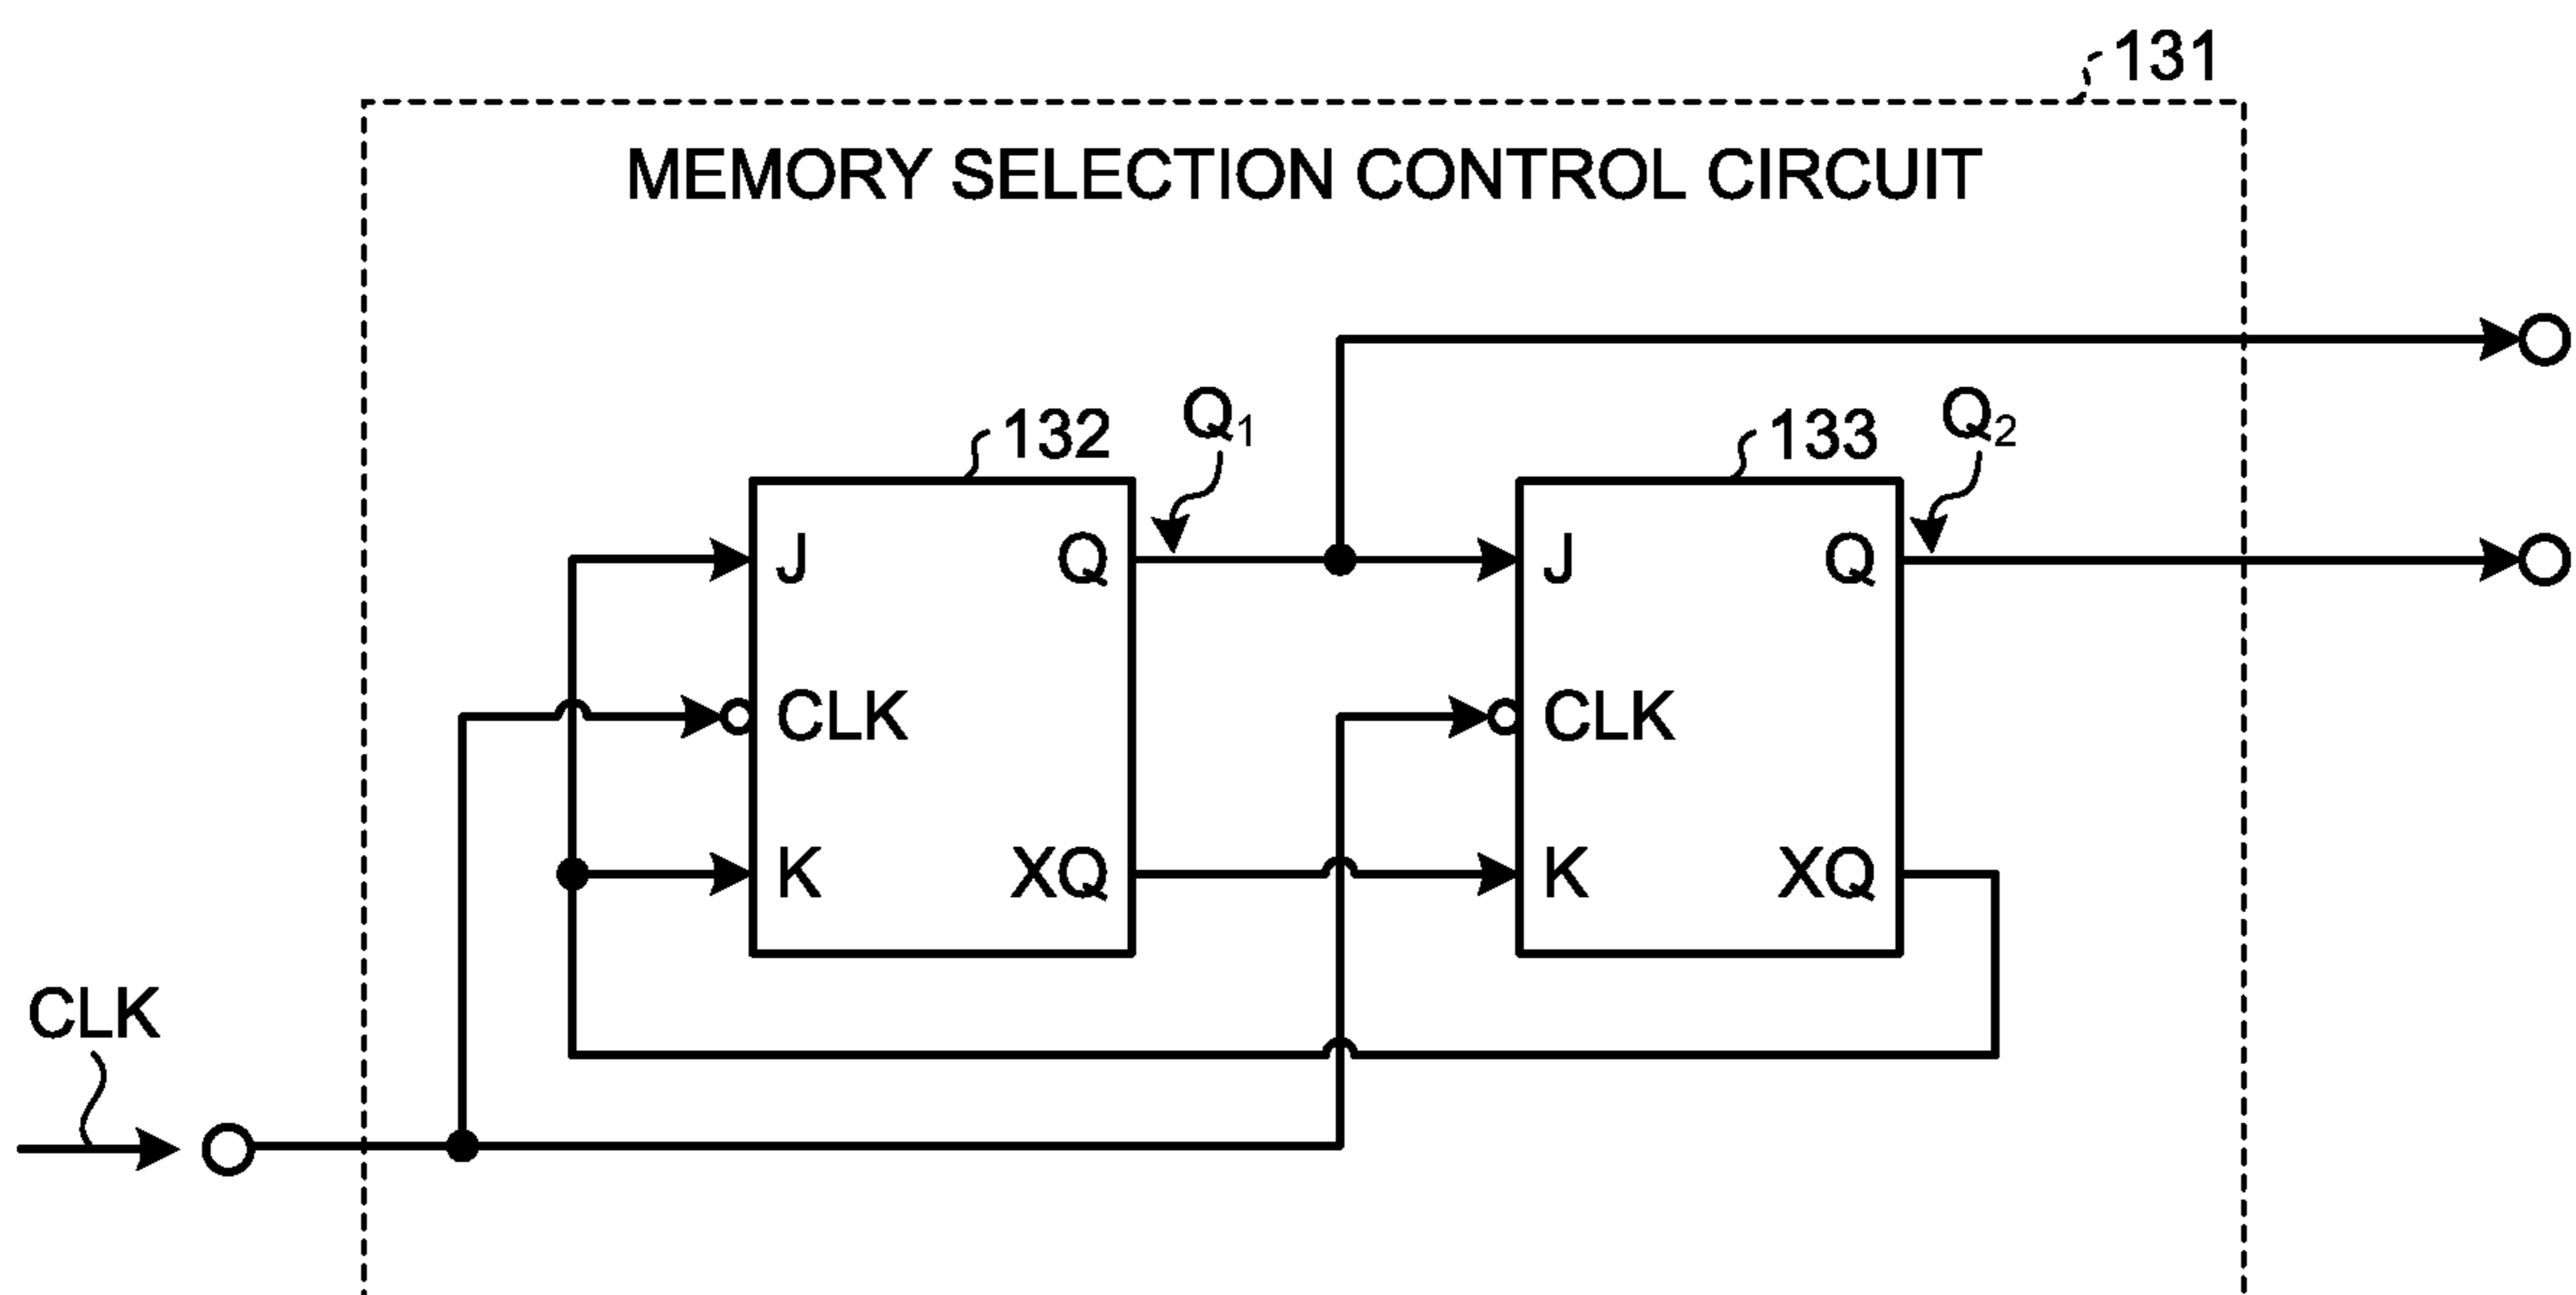 131
MEMORY SELECTION CONTROL CIRCUIT
132
Q₁
133
Q₂
J
Q
J
Q
CLK
CLK
K
XQ
K
XQ
CLK